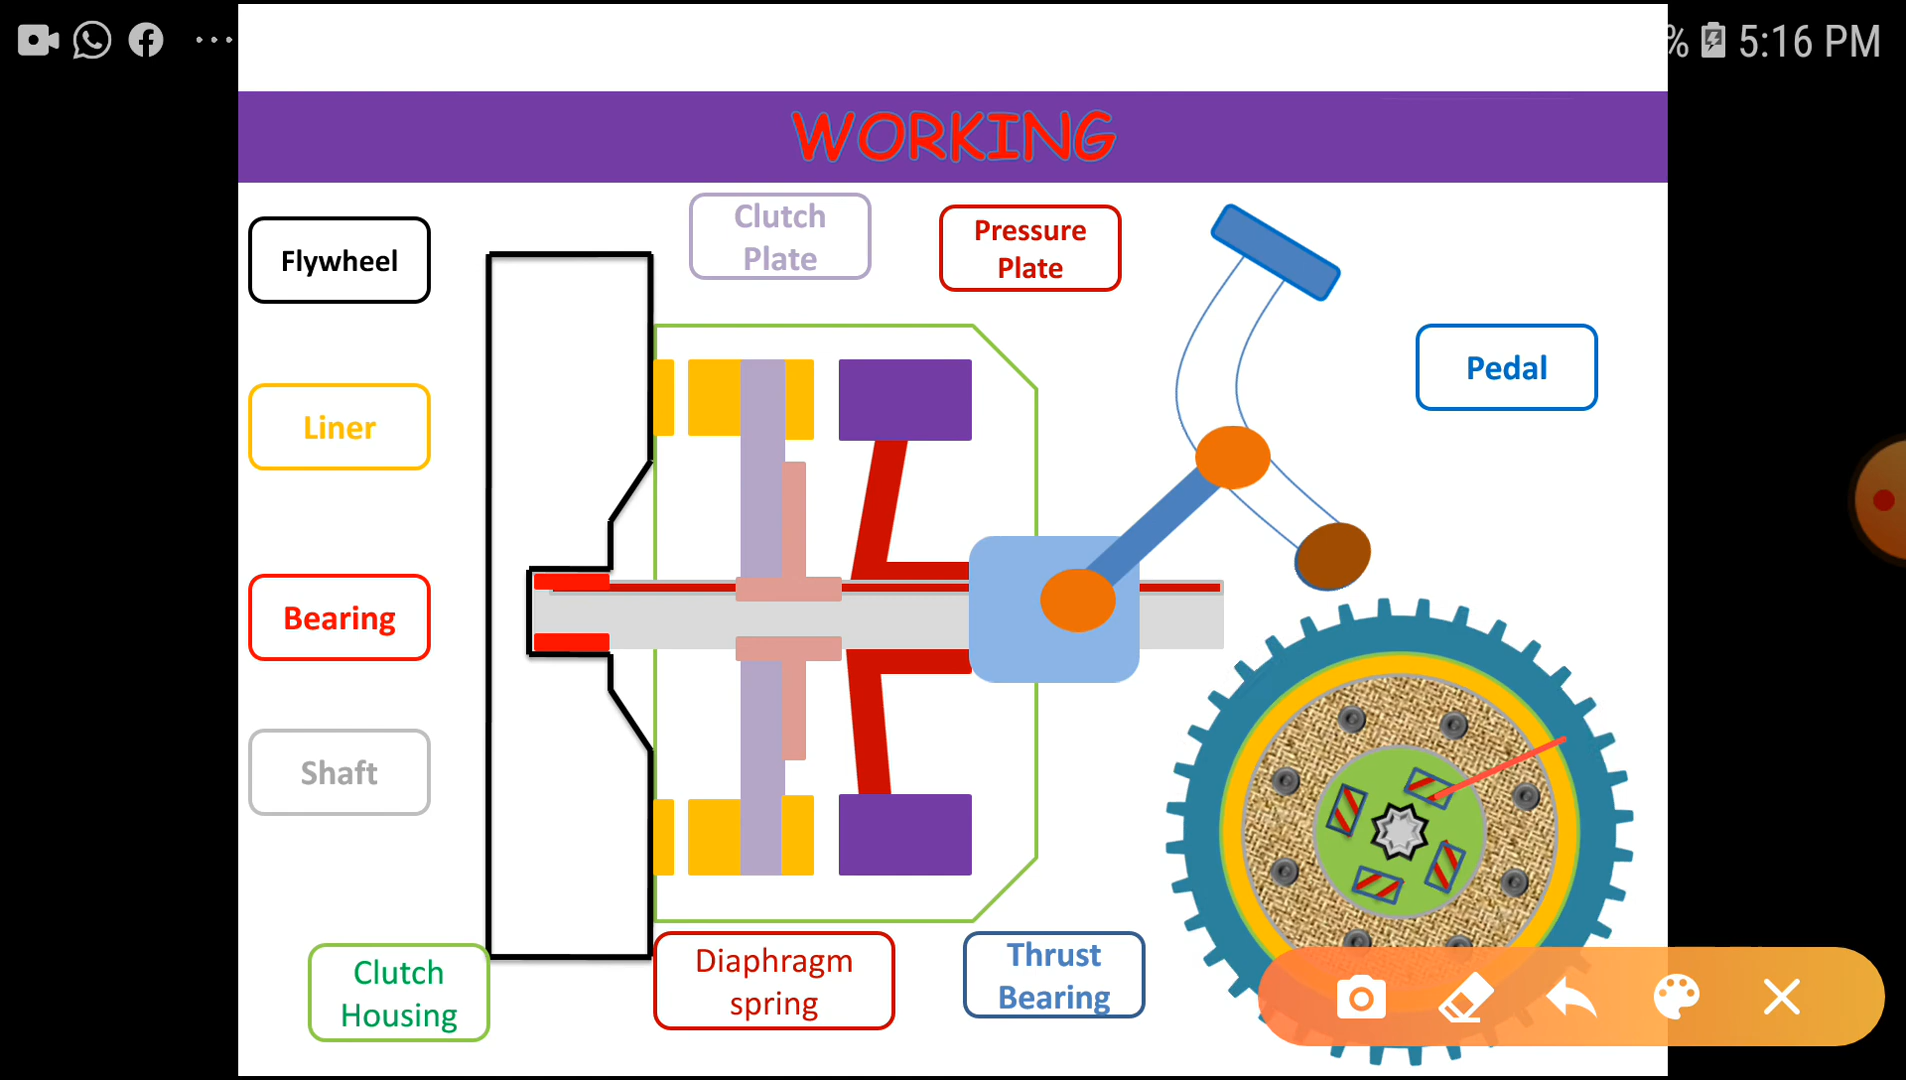 % 5:16 PM
WORKING
Clutch
Plate
Pressure
Plate
Flywheel
Pedal
Liner
Bearing
Shaft
Clutch
Housing
Diaphragm
spring
Thrust
Bearing